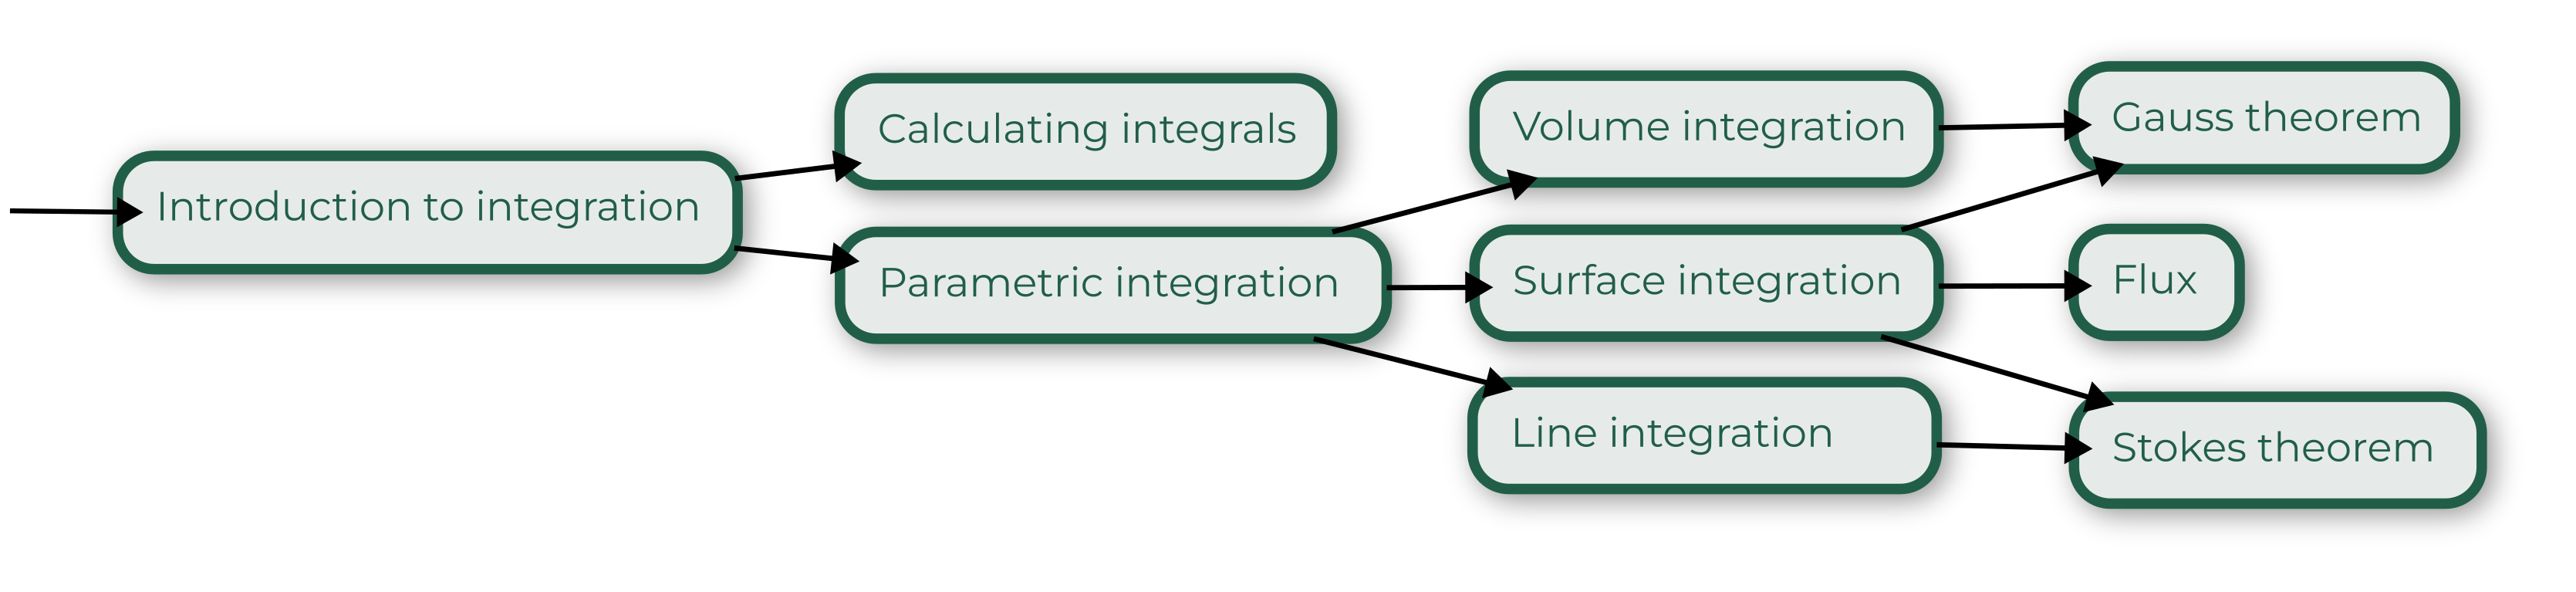 Introduction to integration
Calculating integrals
Parametric integration
Volume integration
Surface integration
Line integration
Gauss theorem
Flux
Stokes theorem